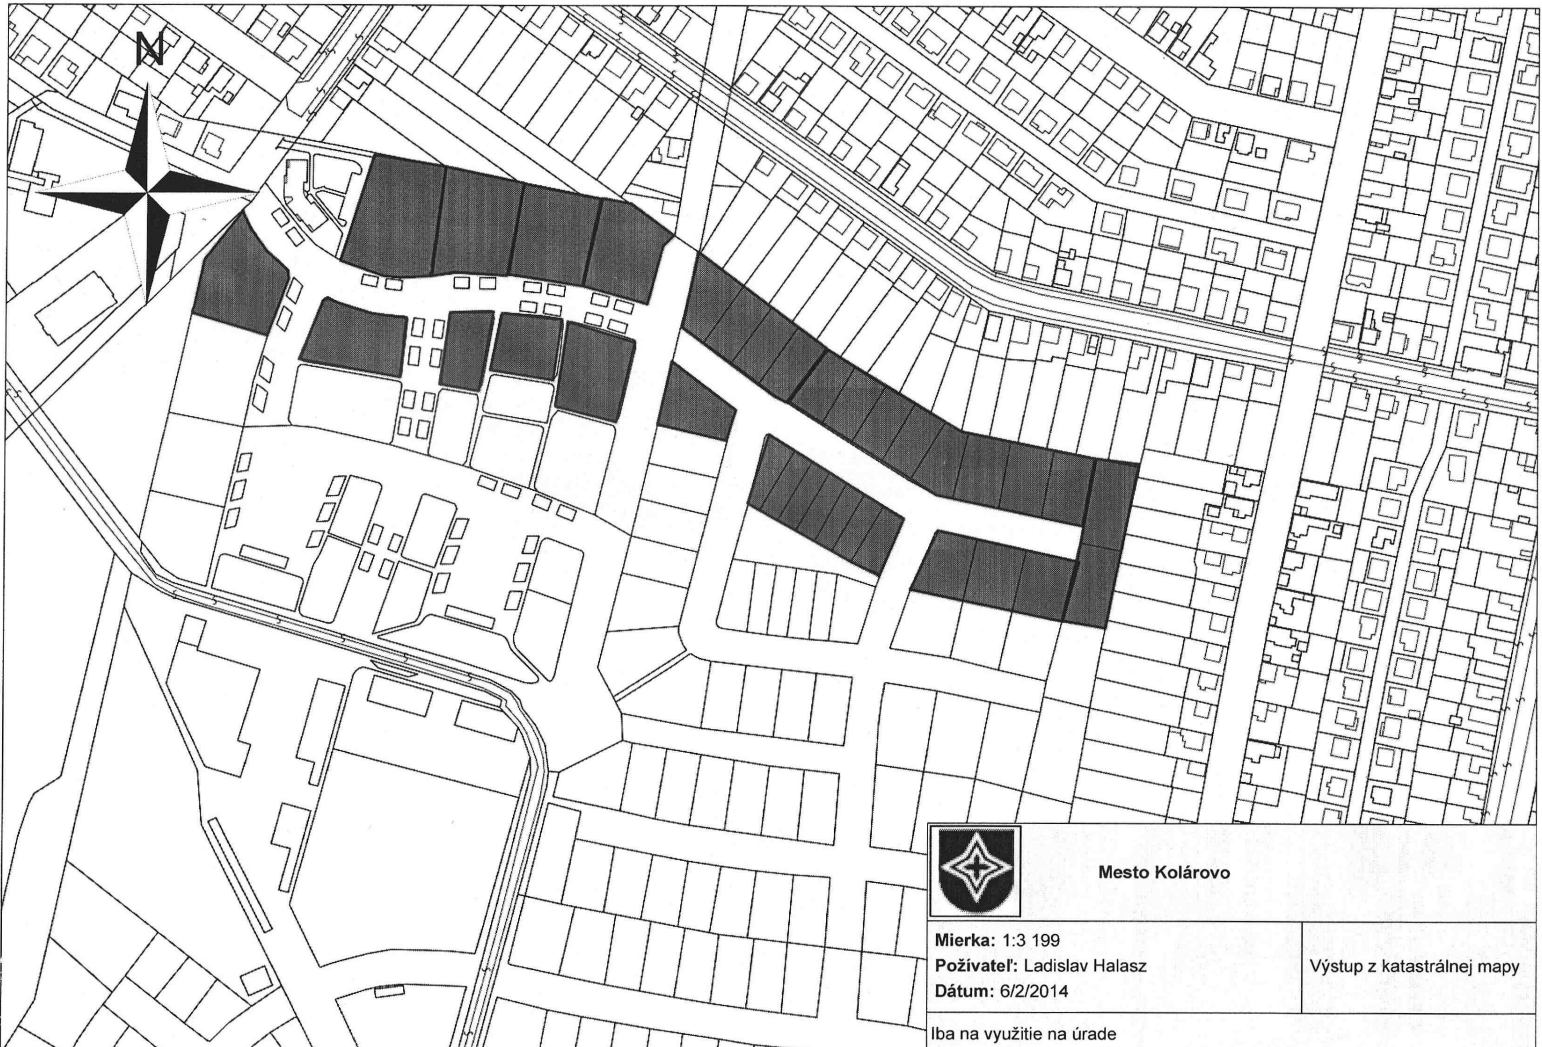 N
Mesto Kolárovo
Mierka: 1:3 199
Požívateľ: Ladislav Halasz
Dátum: 6/2/2014
Výstup z katastrálnej mapy
Iba na využitie na úrade